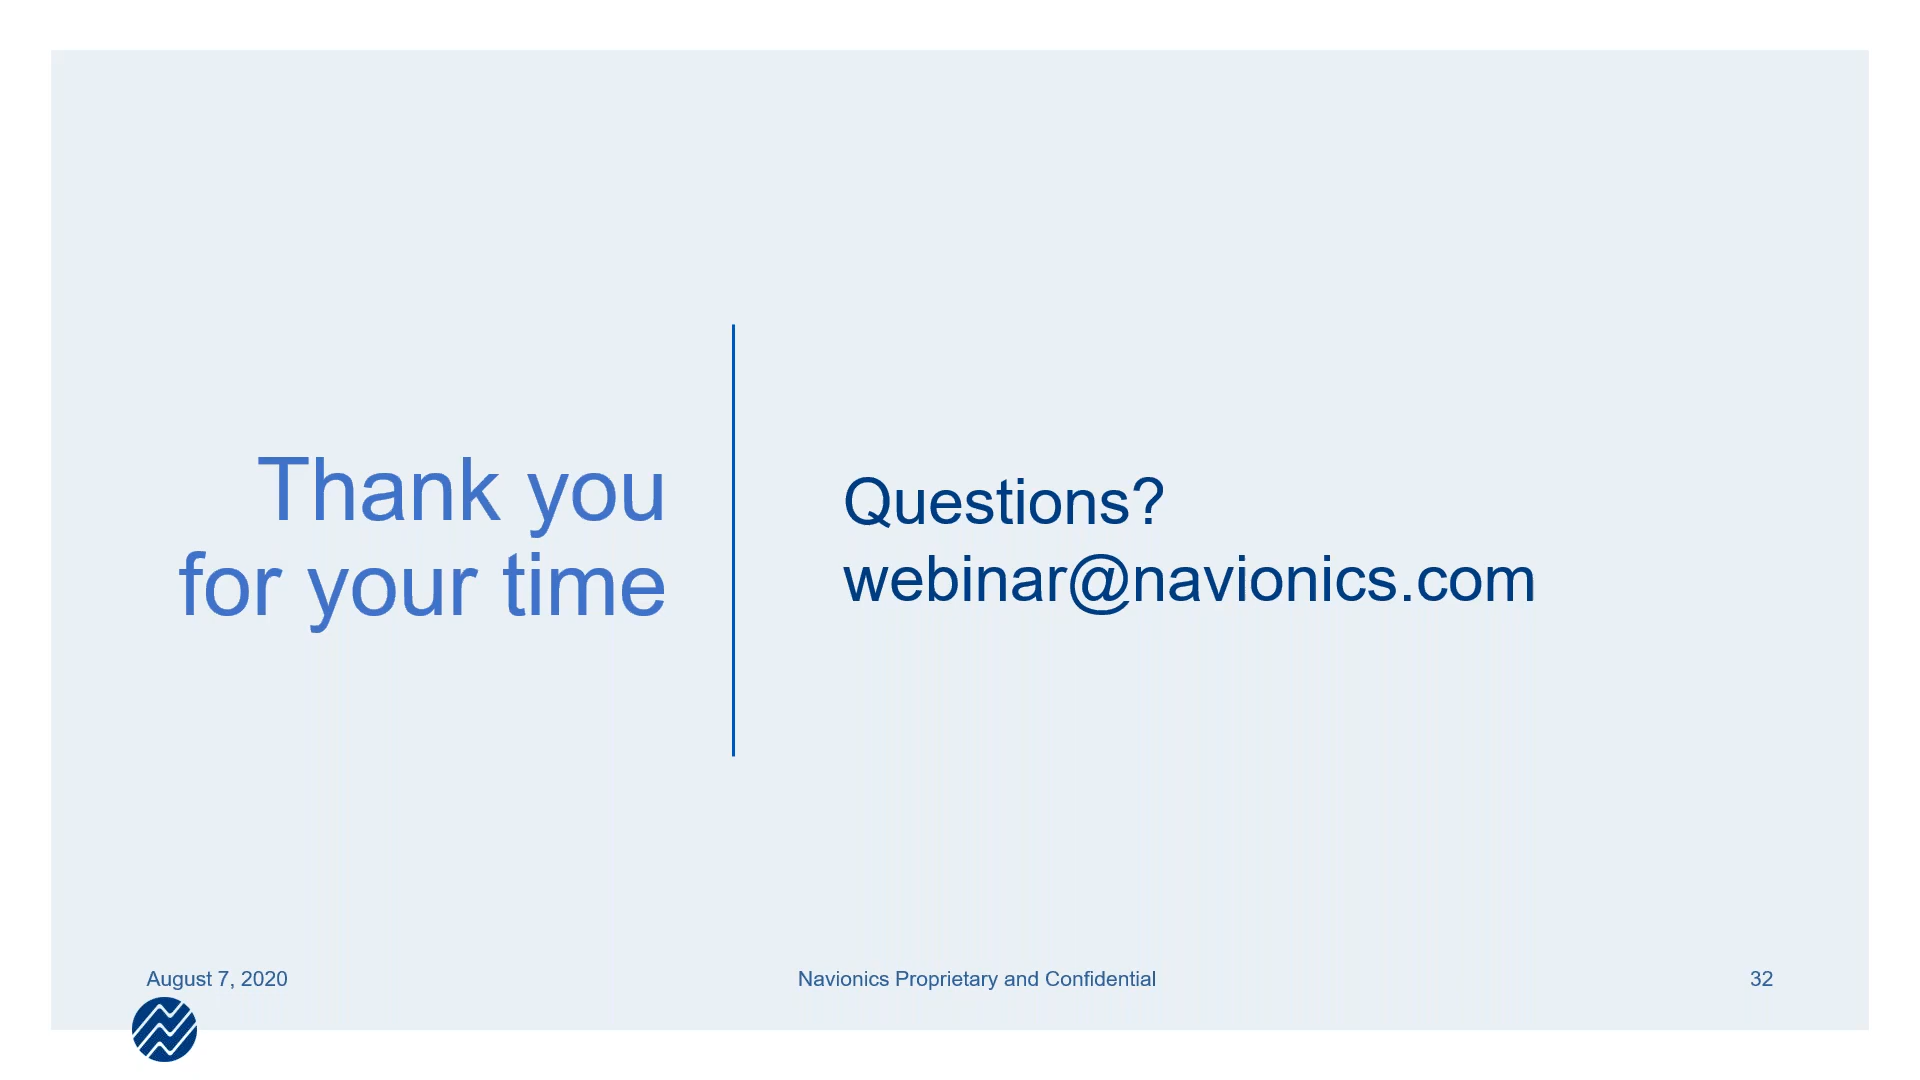 Thank you
for your time
Questions?
webinar@navionics.com
August 7, 2020
Navionics Proprietary and Confidential
32